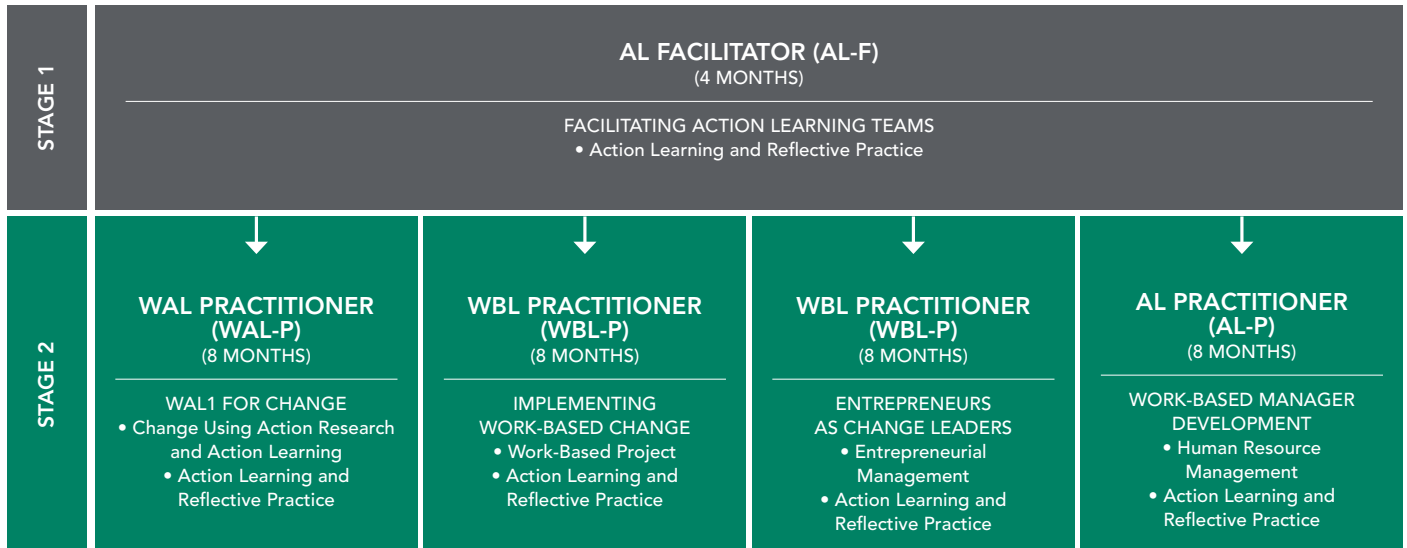 STAGE 1
AL FACILITATOR (AL-F)
(4 MONTHS)
FACILITATING ACTION LEARNING TEAMS
• Action Learning and Reflective Practice
STAGE 2
WAL PRACTITIONER
(WAL-P)
(8 MONTHS)
WAL1 FOR CHANGE
• Change Using Action Research
and Action Learning
• Action Learning and
Reflective Practice
WBL PRACTITIONER
(WBL-P)
(8 MONTHS)
IMPLEMENTING
WORK-BASED CHANGE
• Work-Based Project
• Action Learning and
Reflective Practice
WBL PRACTITIONER
(WBL-P)
(8 MONTHS)
ENTREPRENEURS
AS CHANGE LEADERS
• Entrepreneurial
Management
• Action Learning and
Reflective Practice
AL PRACTITIONER
(AL-P)
(8 MONTHS)
WORK-BASED MANAGER
DEVELOPMENT
• Human Resource
Management
• Action Learning and
Reflective Practice